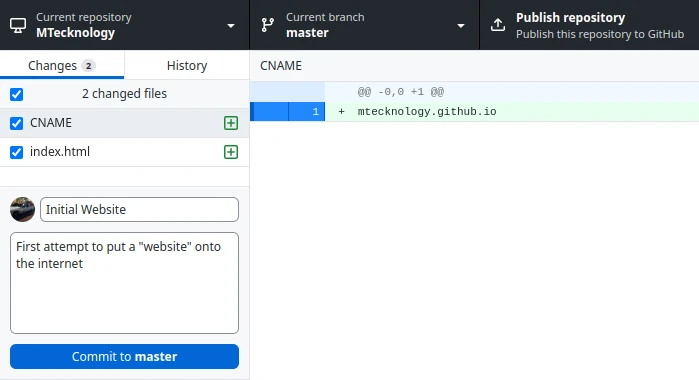 Current repository
MTecknology
Current branch
master
Publish repository
Publish this repository to GitHub
Changes 2
History
2 changed files
CNAME
index.html
Initial Website
First attempt to put a "website" onto
the internet
Commit to master
CNAME
@@ -0,0 +1 @@
1 + mtecknology.github.io